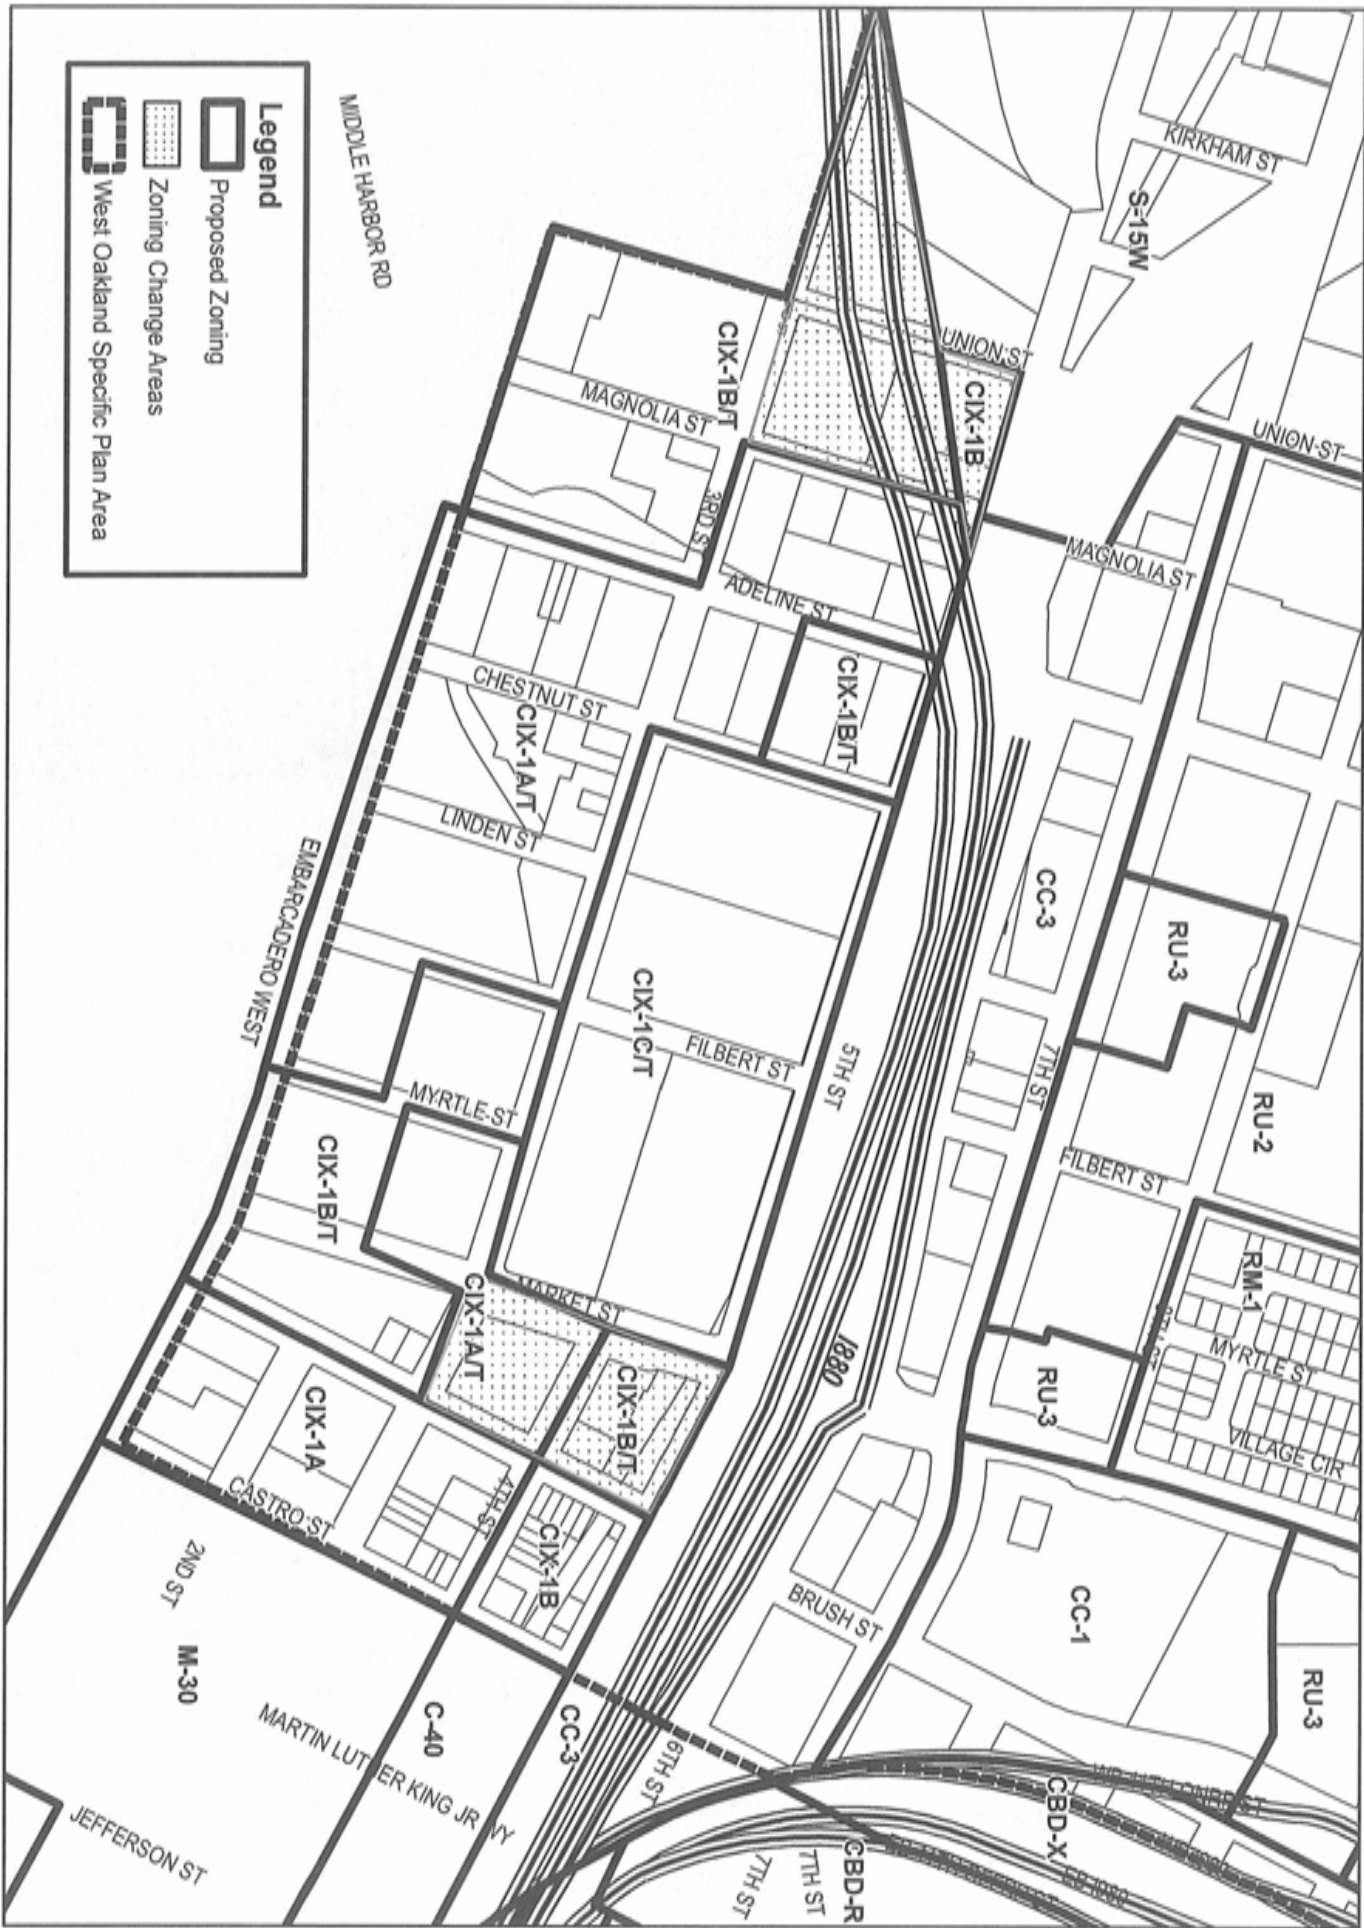 Legend
Proposed Zoning
Zoning Change Areas
West Oakland Specific Plan Area
MIDDLE HARBOR RD
KIRKHAM ST
S-15W
UNION ST
UNION ST
CIX-1B
CIX-1B/T
MAGNOLIA ST
MAGNOLIA ST
3RD ST
ADELINE ST
CIX-1B/T
CHESTNUT ST
CIX-1A/T
LINDEN ST
EMBARCADERO WEST
CC-3
RU-3
RU-2
7TH ST
5TH ST
CIX-1C/T
FILBERT ST
FILBERT ST
MYRTLE ST
CIX-1B/T
RM-1
MYRTLE ST
VILLAGE CIR
RU-3
I880
MARKET ST
CIX-1A/T
CIX-1B/T
CIX-1A
4TH ST
CIX-1B
CASTRO ST
2ND ST
M-30
BRUSH ST
CC-1
RU-3
MARTIN LUTHER KING JR WY
C-40
CC-3
6TH ST
JEFFERSON ST
CBD-X
CBD-R
EB I980
7TH ST
7TH ST